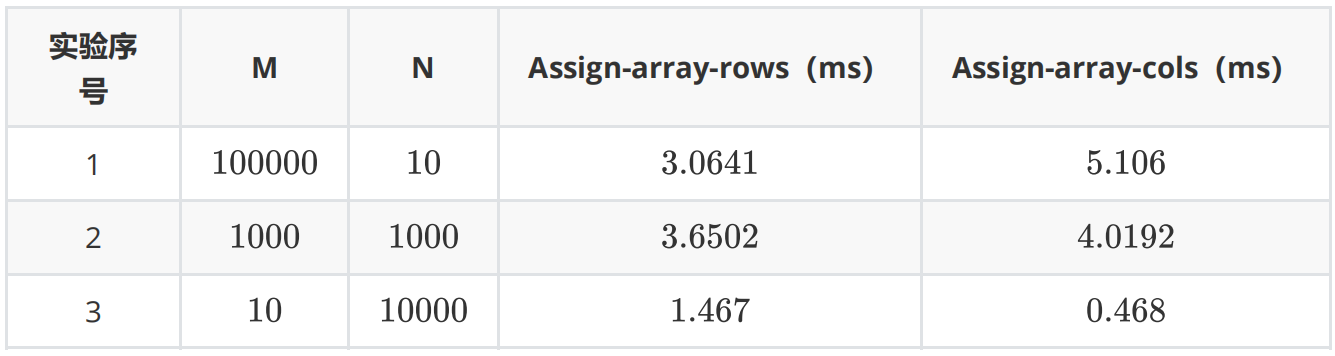 实验序号 M N Assign-array-rows（ms） Assign-array-cols（ms）
1 100000 10 3.0641 5.106
2 1000 1000 3.6502 4.0192
3 10 10000 1.467 0.468